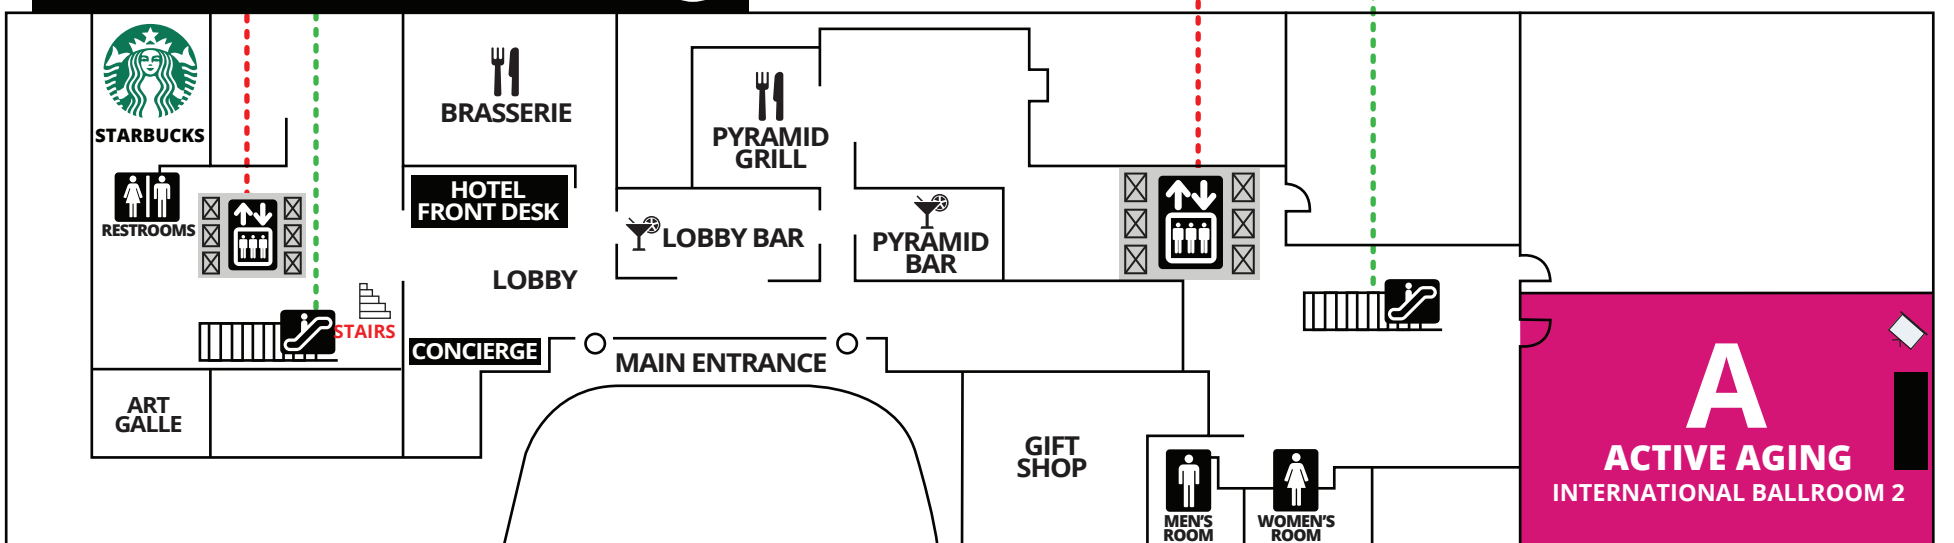 STARBUCKS
RESTROOMS
STAIRS
ART
GALLE
BRASSERIE
HOTEL
FRONT DESK
LOBBY
CONCIERGE
PYRAMID
GRILL
LOBBY BAR
PYRAMID
BAR
MAIN ENTRANCE
GIFT
SHOP
MEN'S
ROOM
WOMEN'S
ROOM
A
ACTIVE AGING
INTERNATIONAL BALLROOM 2